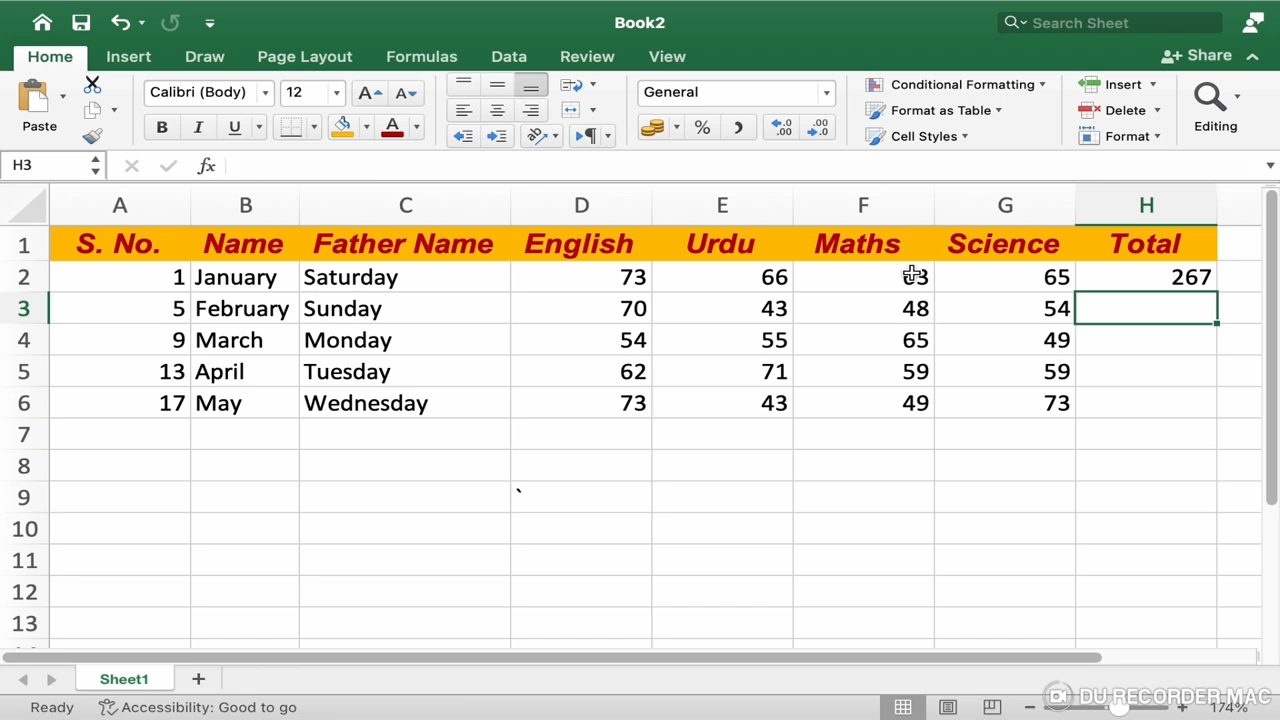 Book2
Search Sheet
Home Insert Draw Page Layout Formulas Data Review View Share
Paste Calibri (Body) 12 A A General Conditional Formatting Insert
B I U A % Format as Table Delete
Cell Styles Format Editing
H3 fx
A B C D E F G H
1 S. No. Name Father Name English Urdu Maths Science Total
2 1 January Saturday 73 66 65 267
3 5 February Sunday 70 43 48 54
4 9 March Monday 54 55 65 49
5 13 April Tuesday 62 71 59 59
6 17 May Wednesday 73 43 49 73
7
8
9 `
10
11
12
13
Sheet1
Ready Accessibility: Good to go 174%
DU RECORDER MAC